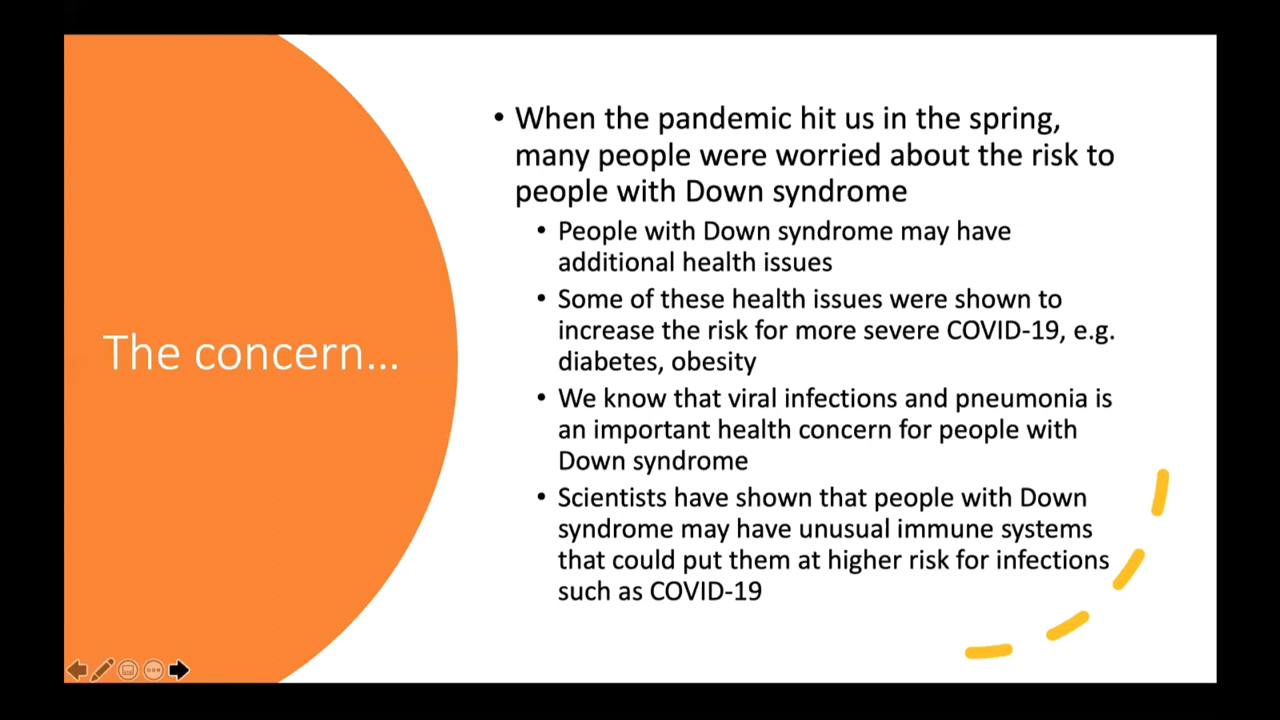 The concern...
• When the pandemic hit us in the spring,
many people were worried about the risk to
people with Down syndrome
• People with Down syndrome may have
additional health issues
• Some of these health issues were shown to
increase the risk for more severe COVID-19, e.g.
diabetes, obesity
• We know that viral infections and pneumonia is
an important health concern for people with
Down syndrome
• Scientists have shown that people with Down
syndrome may have unusual immune systems
that could put them at higher risk for infections
such as COVID-19